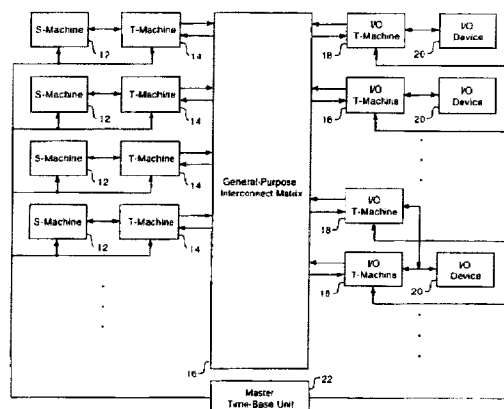 S-Machine
T-Machine
I/O
T-Machine
I/O
Device
12
14
18
20
S-Machine
T-Machine
I/O
T-Machine
I/O
Device
12
14
18
20
S-Machine
T-Machine
12
14
General-Purpose
Interconnect Matrix
I/O
T-Machine
18
S-Machine
T-Machine
12
14
I/O
T-Machine
I/O
Device
18
20
16
22
Master
Time-Base Unit